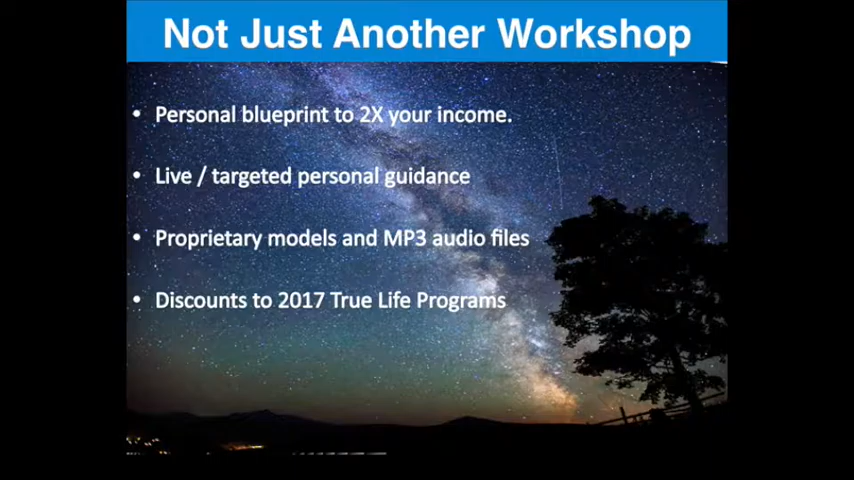 Not Just Another Workshop
• Personal blueprint to 2X your income.
• Live / targeted personal guidance
• Proprietary models and MP3 audio files
• Discounts to 2017 True Life Programs